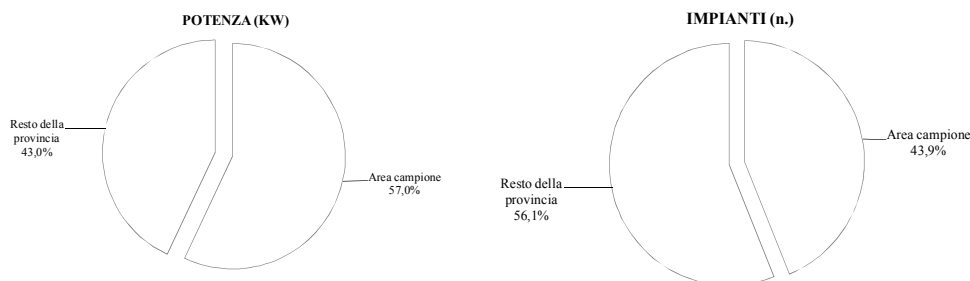 POTENZA (KW)
Resto della
provincia
43,0%
Area campione
57,0%
IMPIANTI (n.)
Area campione
43,9%
Resto della
provincia
56,1%